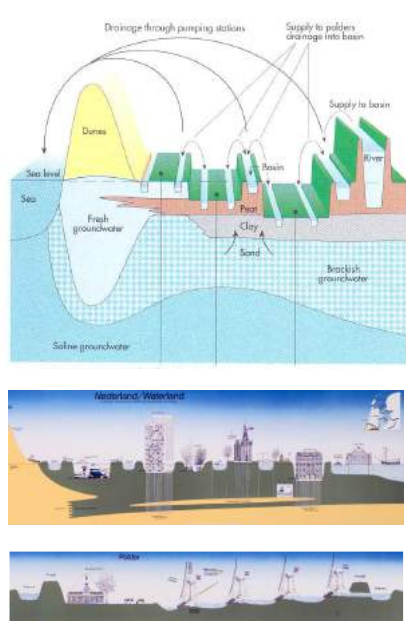 Drainage through pumping stations
Supply to polders
drainage into basin
Supply to basin
Dunes
River
Basin
Sea level
Sea
Peat
Fresh
groundwater
Clay
Sand
Brackish
groundwater
Saline groundwater
Nederland/Waterland
Polder